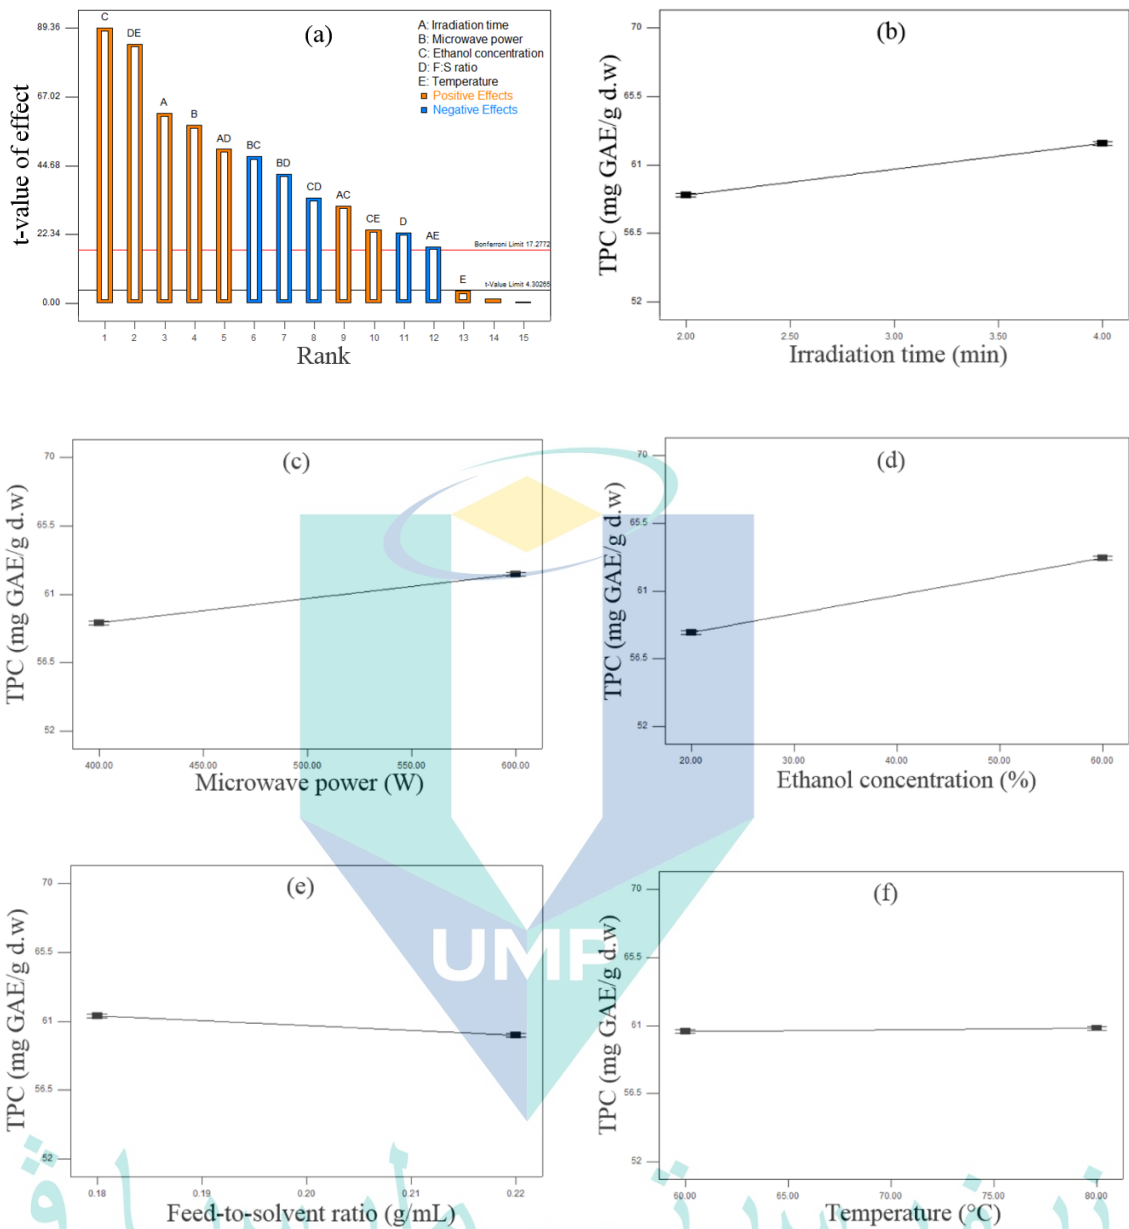 (a)
A: Irradiation time
B: Microwave power
C: Ethanol concentration
D: F:S ratio
E: Temperature
Positive Effects
Negative Effects
t-value of effect
89.36
67.02
44.68
22.34
0.00
C
DE
A
B
AD
BC
BD
CD
AC
CE
D
AE
E
Bonferroni Limit 17.2772
t-Value Limit 4.30265
1 2 3 4 5 6 7 8 9 10 11 12 13 14 15
Rank
(b)
TPC (mg GAE/g d.w)
70
65.5
61
56.5
52
2.00 2.50 3.00 3.50 4.00
Irradiation time (min)
(c)
TPC (mg GAE/g d.w)
70
65.5
61
56.5
52
400.00 450.00 500.00 550.00 600.00
Microwave power (W)
(d)
TPC (mg GAE/g d.w)
70
65.5
61
56.5
52
20.00 30.00 40.00 50.00 60.00
Ethanol concentration (%)
(e)
TPC (mg GAE/g d.w)
70
65.5
61
56.5
52
0.18 0.19 0.20 0.21 0.22
Feed-to-solvent ratio (g/mL)
(f)
TPC (mg GAE/g d.w)
70
65.5
61
56.5
52
60.00 65.00 70.00 75.00 80.00
Temperature (°C)
UMP